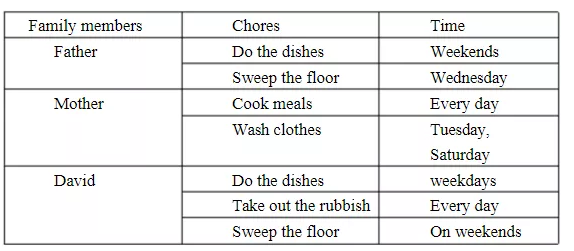 Family members Chores Time
Father Do the dishes Weekends
Sweep the floor Wednesday
Mother Cook meals Every day
Wash clothes Tuesday,
Saturday
David Do the dishes weekdays
Take out the rubbish Every day
Sweep the floor On weekends